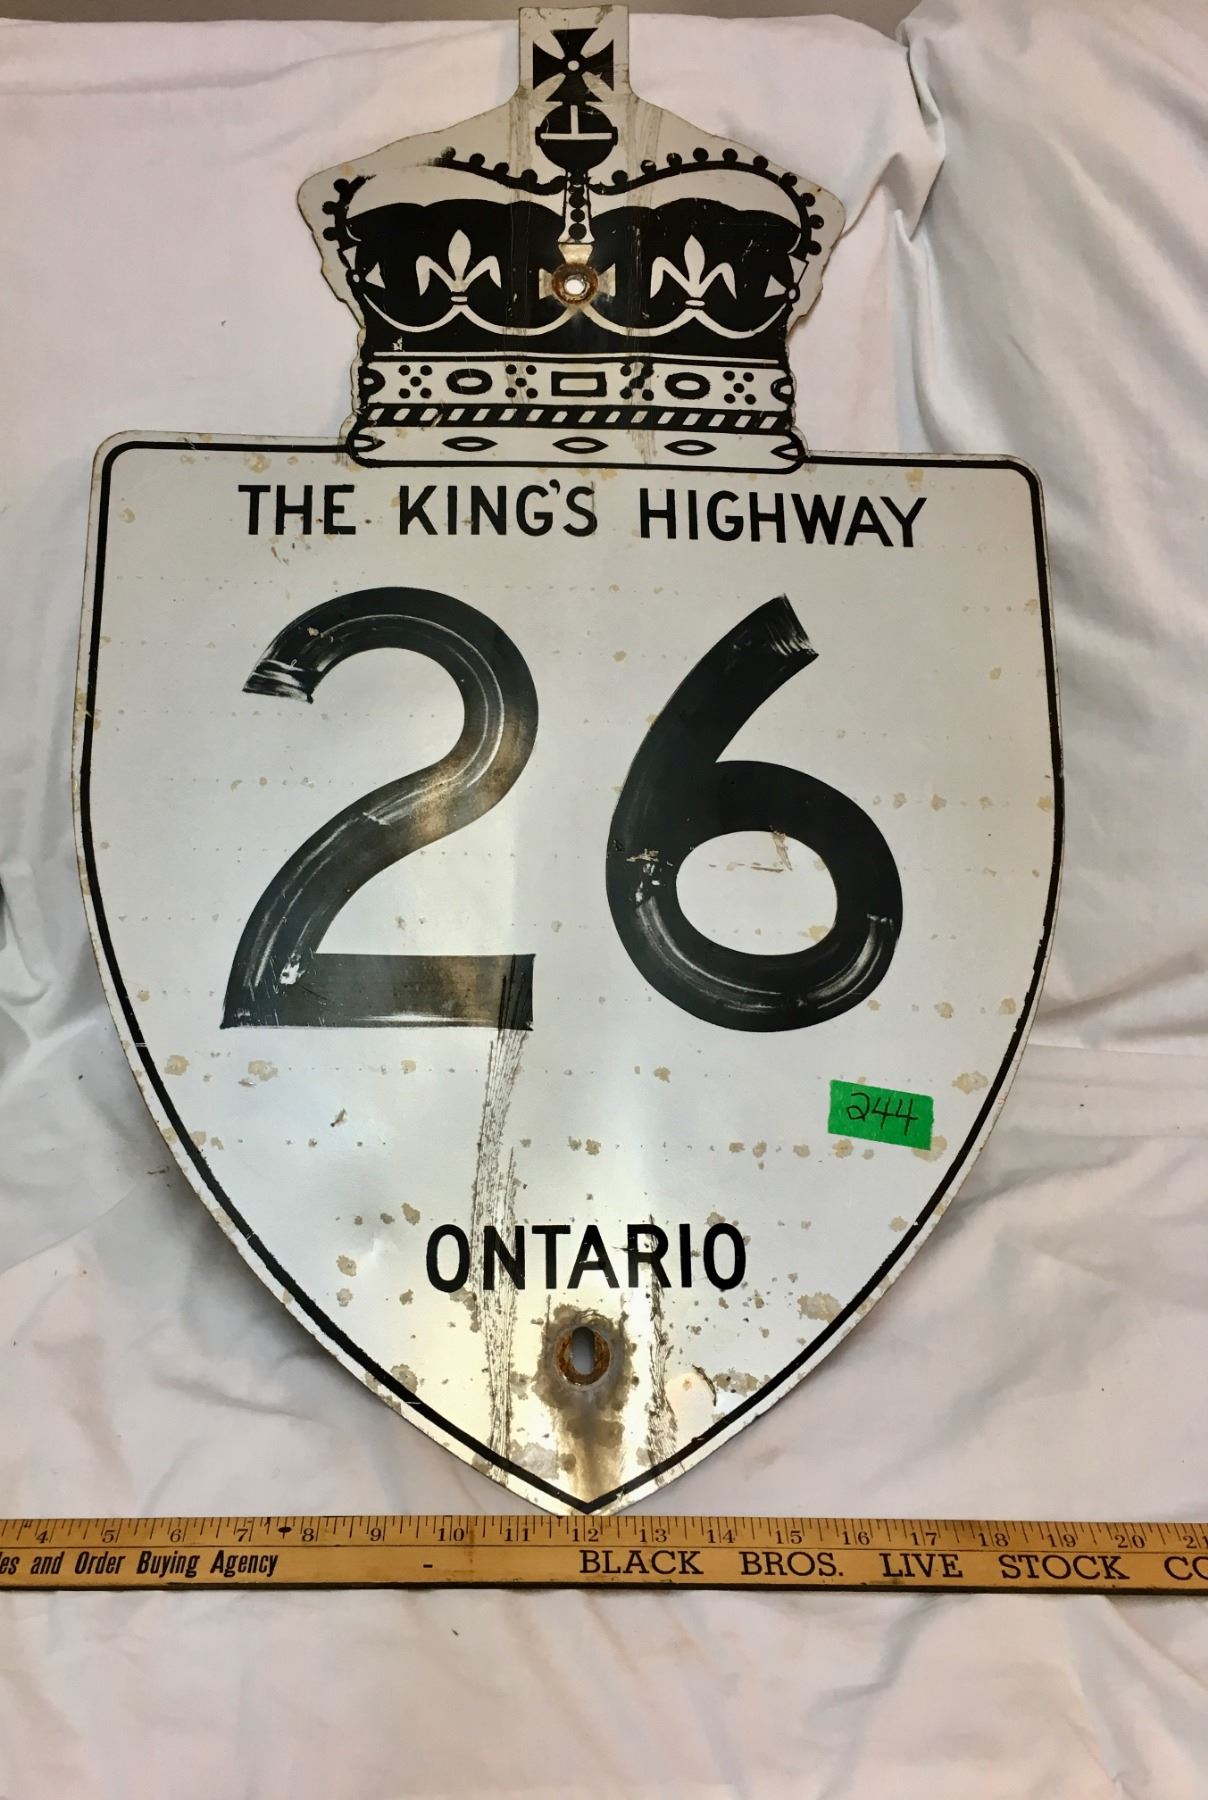 THE KING'S HIGHWAY
26
244
ONTARIO
4 5 6 7 8 9 10 11 12 13 14 15 16 17 18 19 20 21
and Order Buying Agency - BLACK BROS. LIVE STOCK